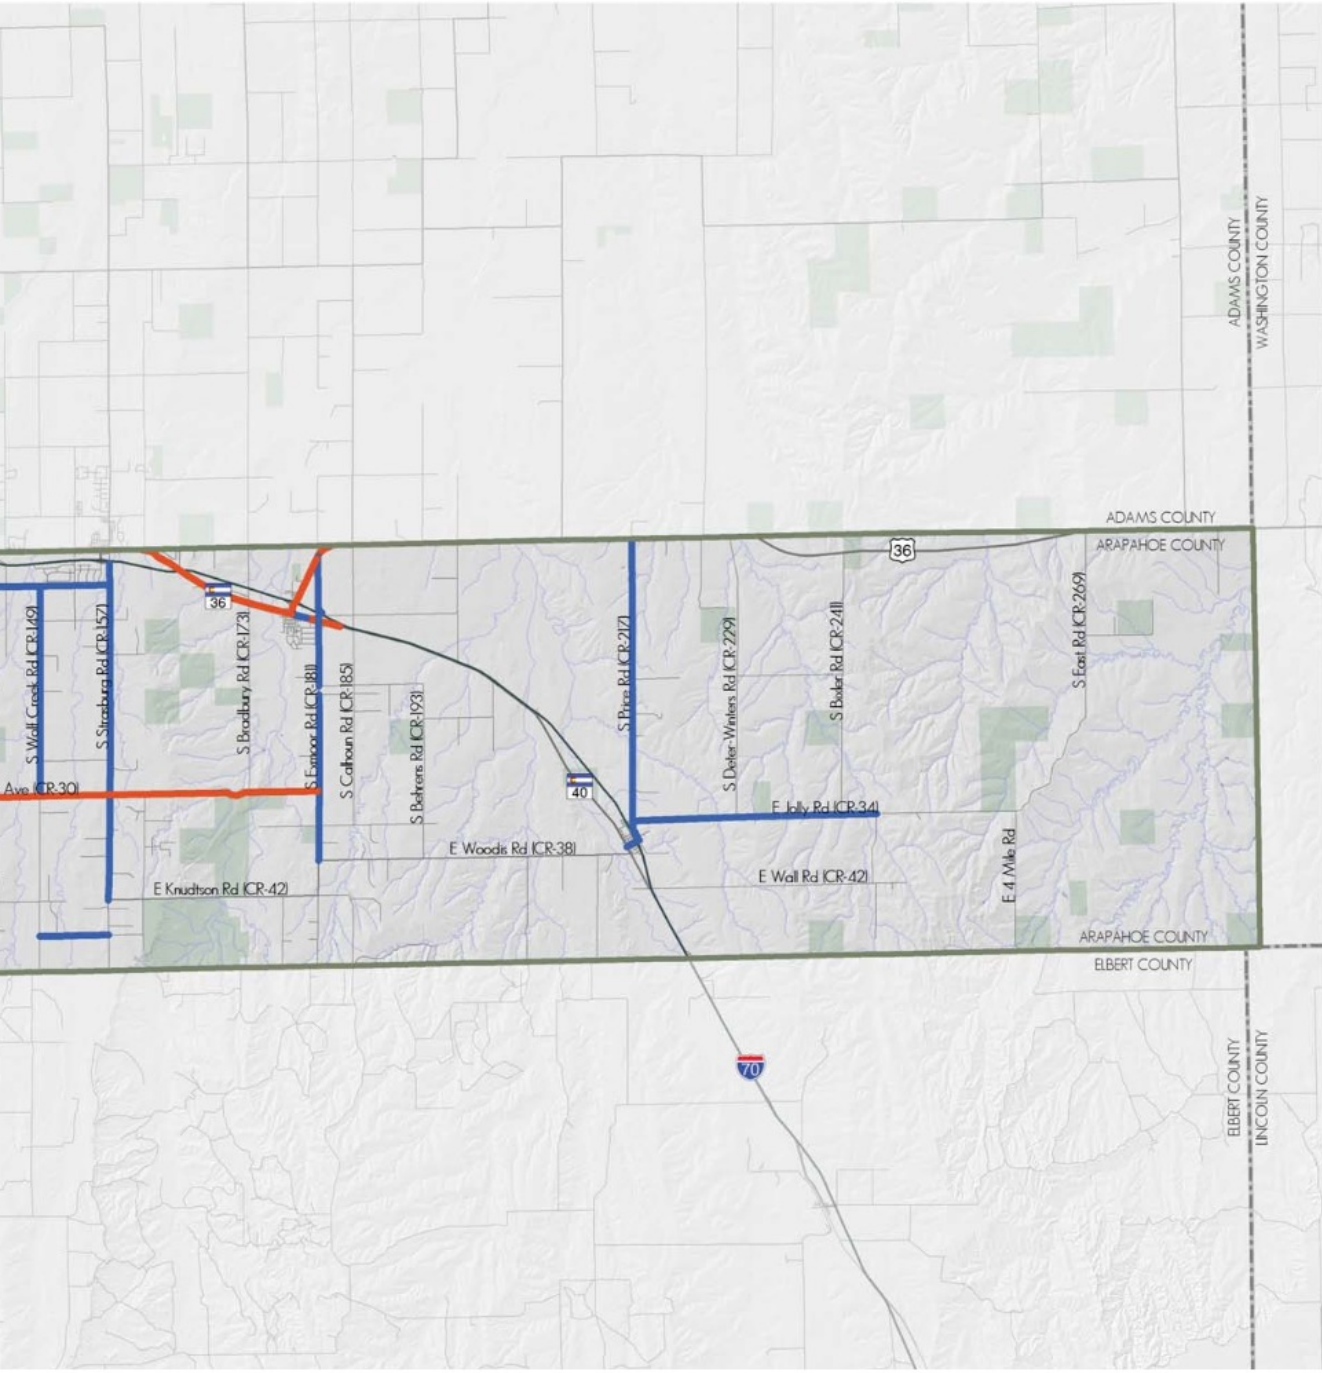 ADAMS COUNTY
WASHINGTON COUNTY
ADAMS COUNTY
ARAPAHOE COUNTY
36
36
S Wolf Creek Rd (CR-149)
S Strasburg Rd (CR-157)
S Bradbury Rd (CR-173)
S Exmoor Rd (CR-181)
S Calhoun Rd (CR-185)
S Behrens Rd (CR-193)
S Price Rd (CR-217)
S Deter-Winters Rd (CR-229)
S Beler Rd (CR-241)
S East Rd (CR-269)
Ave (CR-30)
40
E Jolly Rd (CR-34)
E Woodis Rd (CR-38)
E 4 Mile Rd
E Wall Rd (CR-42)
E Knudtson Rd (CR-42)
ARAPAHOE COUNTY
ELBERT COUNTY
70
ELBERT COUNTY
LINCOLN COUNTY